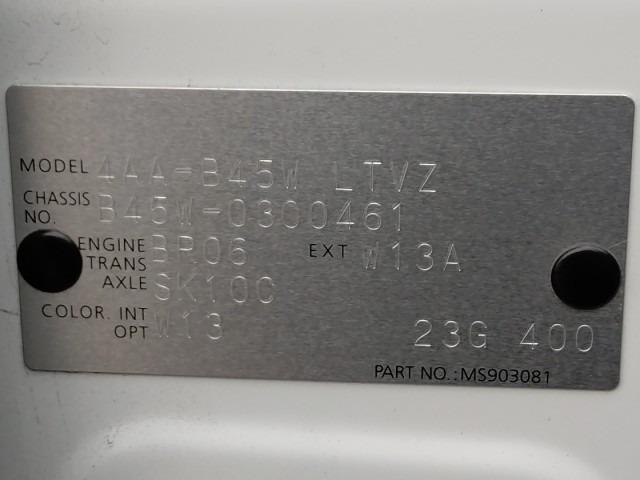 MODEL 4AA-B45W LTVZ
CHASSIS NO. B45W-0300461
ENGINE BR06 EXT W13A
TRANS AXLE SK10C
COLOR. INT OPT W13 23G 400
PART NO.:MS903081